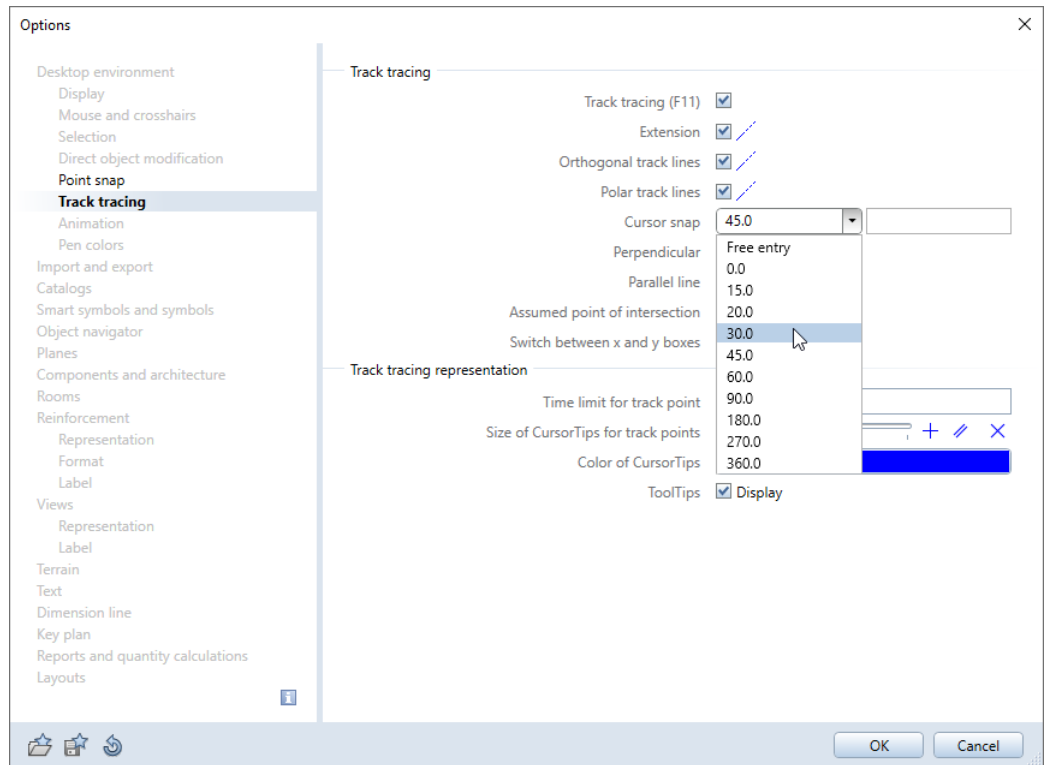 Options
Desktop environment
Display
Mouse and crosshairs
Selection
Direct object modification
Point snap
Track tracing
Animation
Pen colors
Import and export
Catalogs
Smart symbols and symbols
Object navigator
Planes
Components and architecture
Rooms
Reinforcement
Representation
Format
Label
Views
Representation
Label
Terrain
Text
Dimension line
Key plan
Reports and quantity calculations
Layouts
Track tracing
Track tracing (F11)
Extension
Orthogonal track lines
Polar track lines
Cursor snap 45.0
Perpendicular
Parallel line
Assumed point of intersection
Switch between x and y boxes
Free entry
0.0
15.0
20.0
30.0
45.0
60.0
90.0
180.0
270.0
360.0
Track tracing representation
Time limit for track point
Size of CursorTips for track points
Color of CursorTips
ToolTips Display
OK Cancel